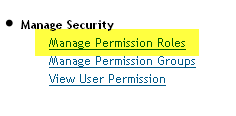 Manage Security
Manage Permission Roles
Manage Permission Groups
View User Permission